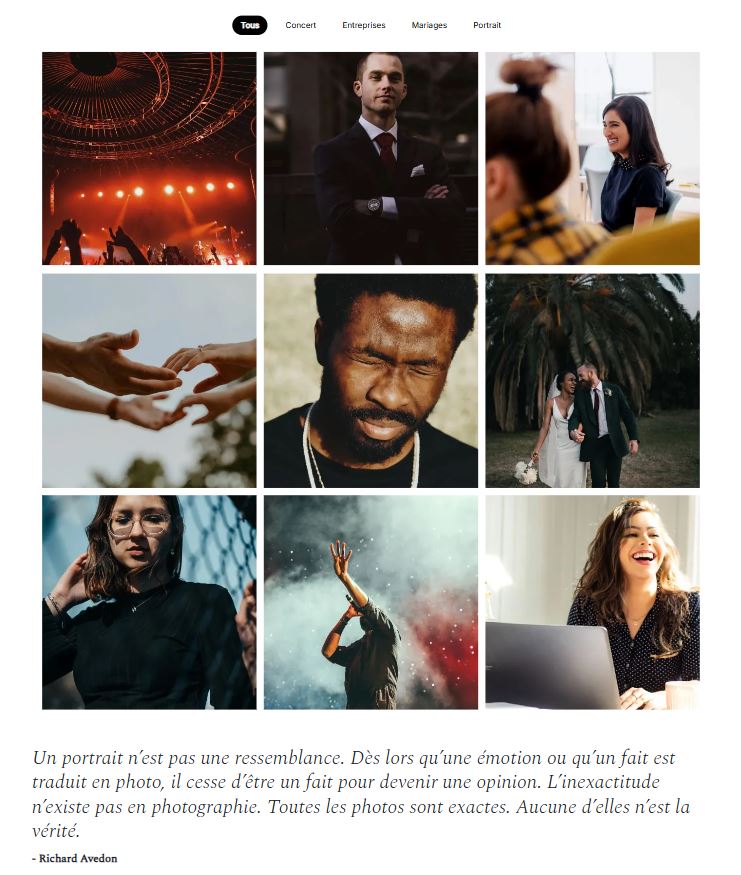 Tous Concert Entreprises Mariages Portrait
Un portrait n’est pas une ressemblance. Dès lors qu’une émotion ou qu’un fait est
traduit en photo, il cesse d’être un fait pour devenir une opinion. L’inexactitude
n’existe pas en photographie. Toutes les photos sont exactes. Aucune d’elles n’est la
vérité.
- Richard Avedon